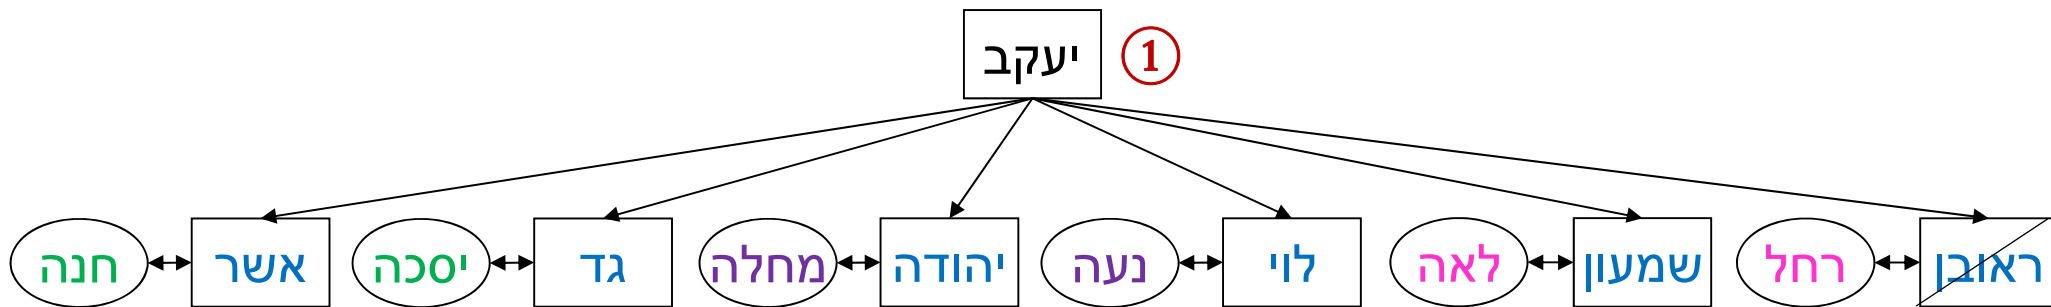 יעקב ①
ראובן רחל שמעון לאה לוי נעה יהודה מחלה גד יסכה אשר חנה